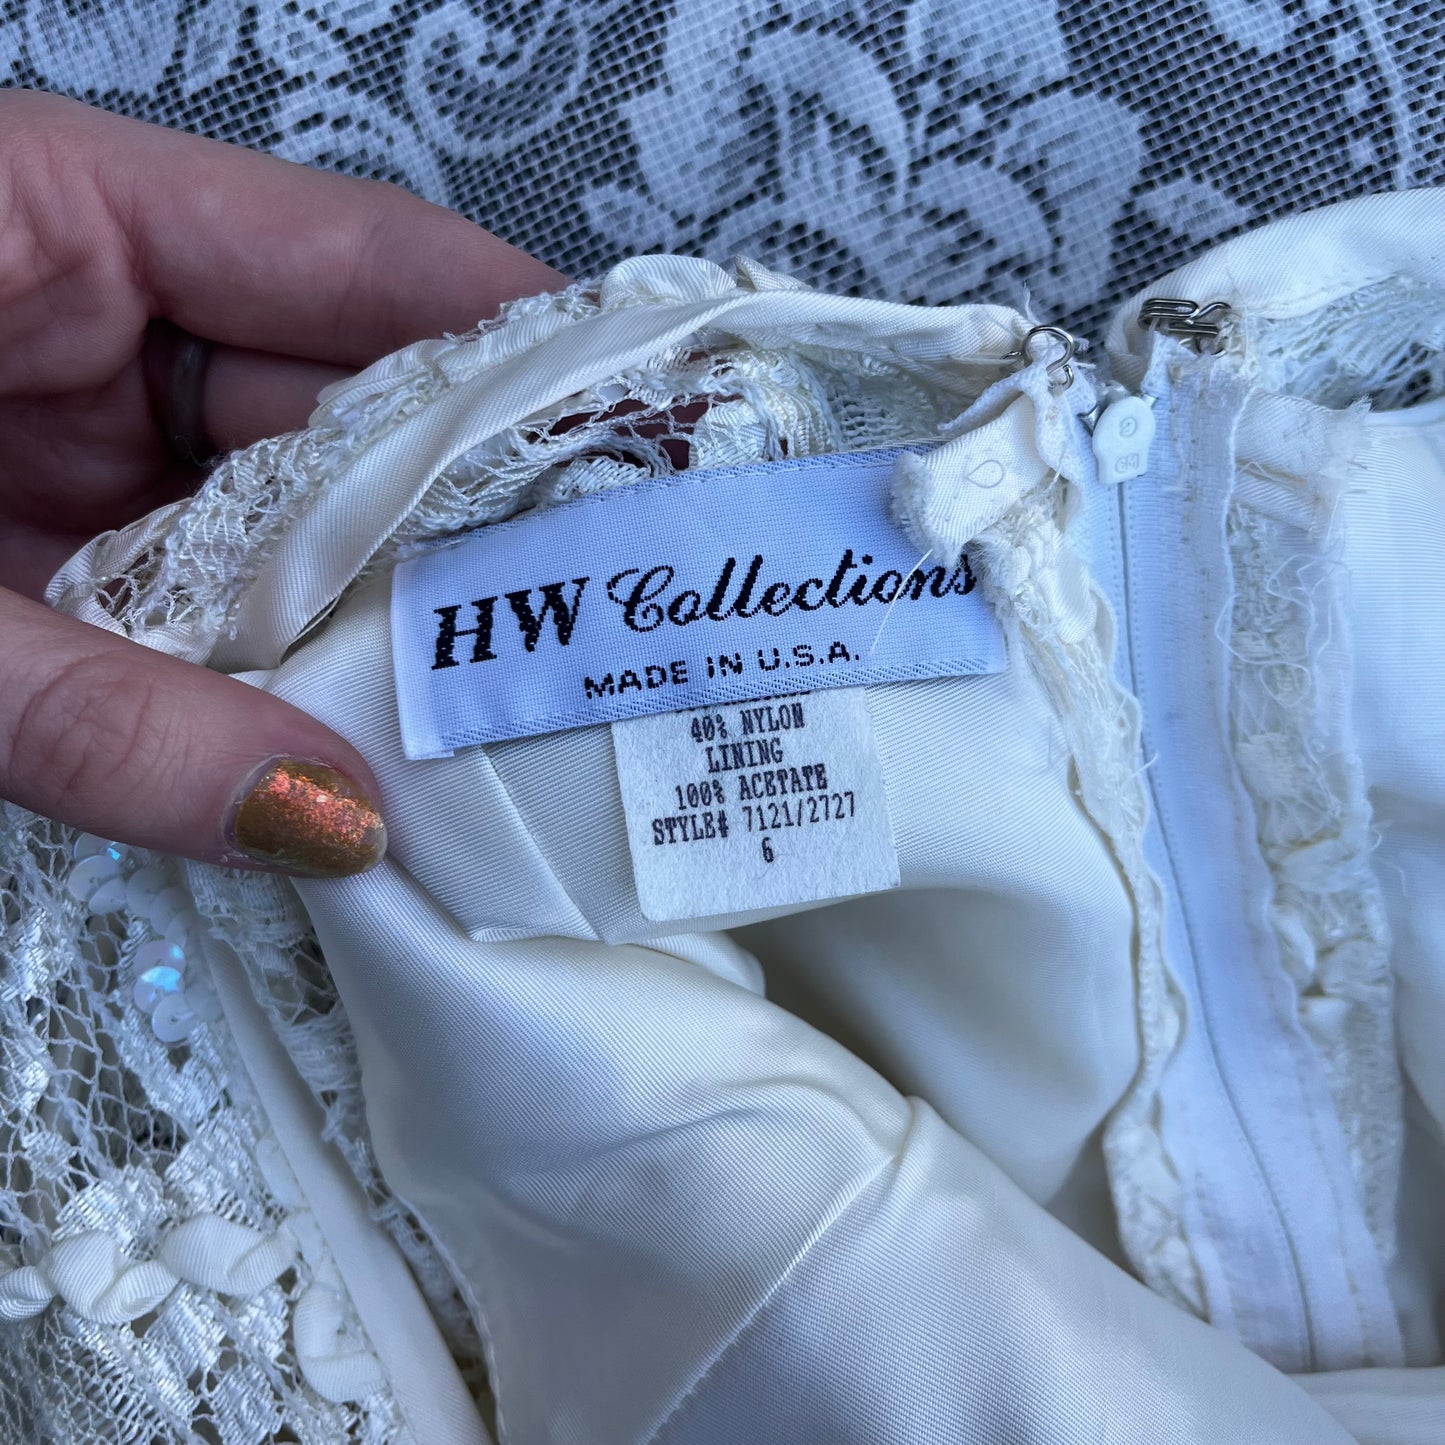 HW Collections
MADE IN U.S.A.
40% NYLON
LINING
100% ACETATE
STYLE# 7121/2727
6